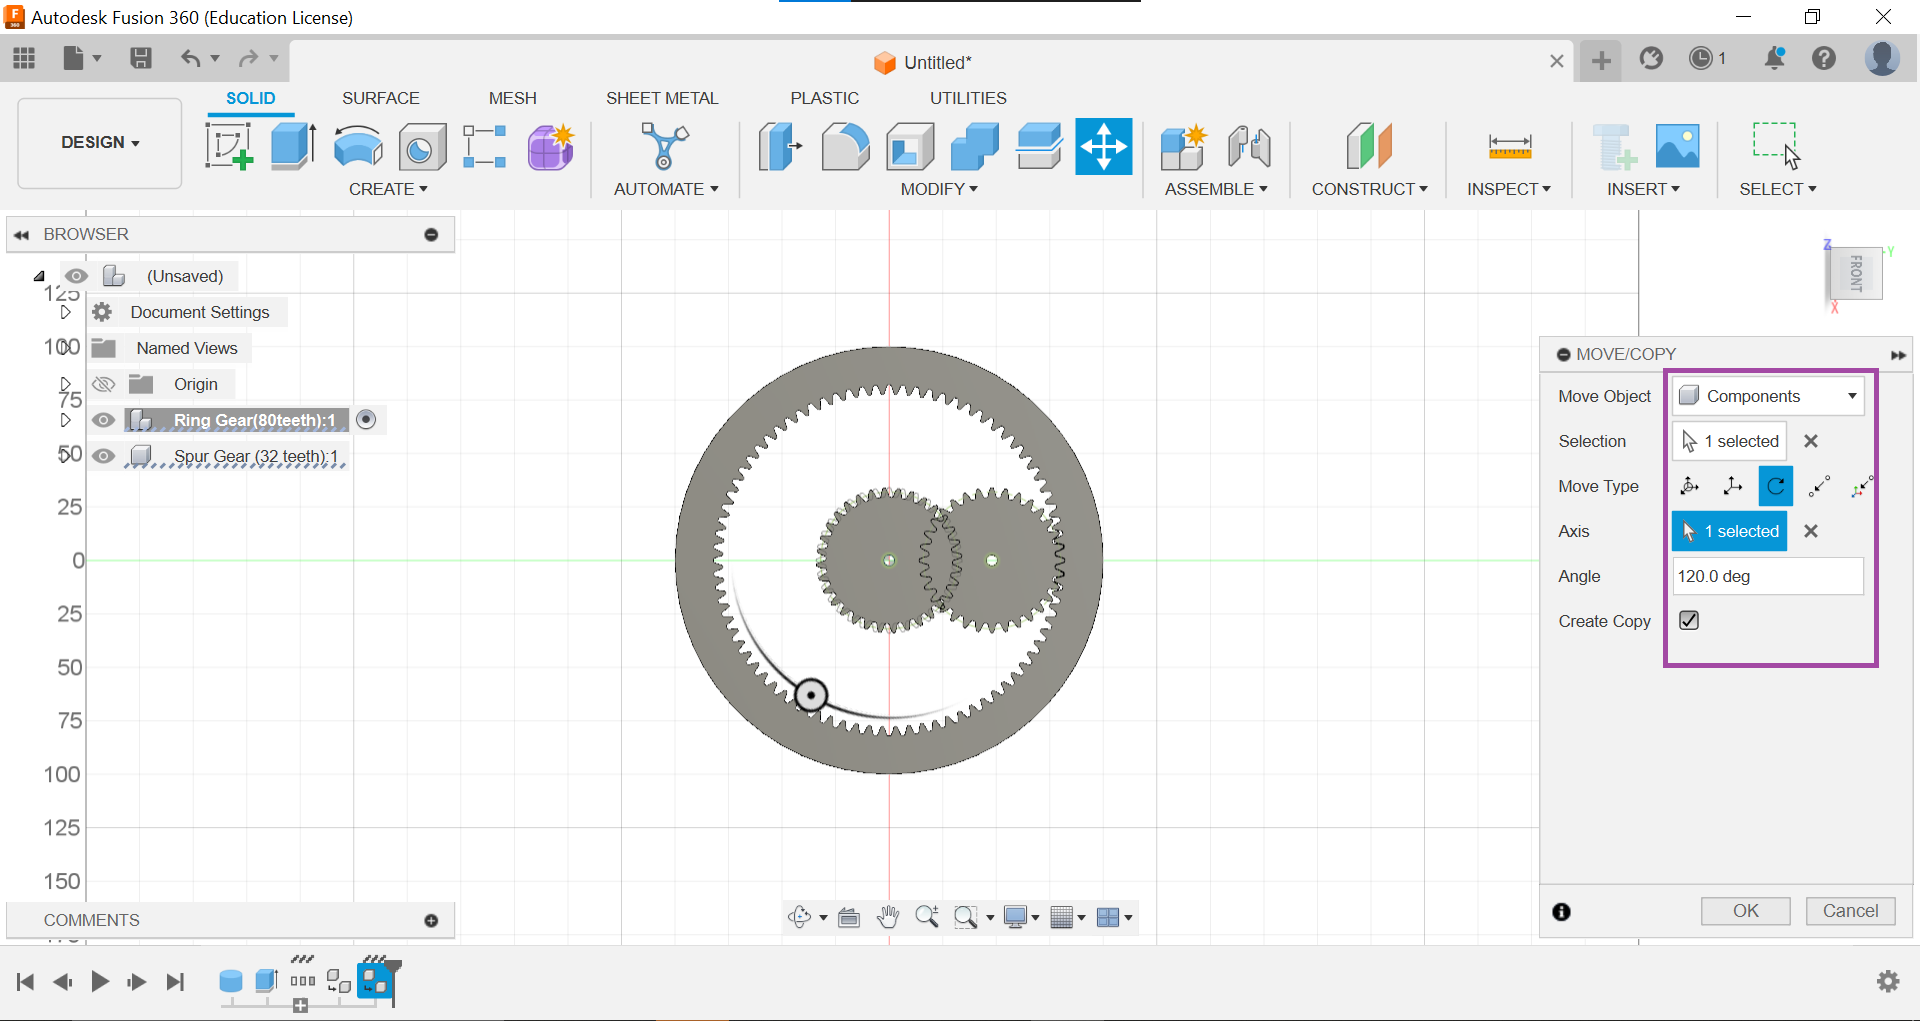 Autodesk Fusion 360 (Education License)
Untitled*
1
SOLID SURFACE MESH SHEET METAL PLASTIC UTILITIES
DESIGN
CREATE AUTOMATE MODIFY ASSEMBLE CONSTRUCT INSPECT INSERT SELECT
BROWSER
(Unsaved)
125
Document Settings
100
Named Views
75
Origin
Ring Gear(80teeth):1
50
Spur Gear (32 teeth):1
25
0
25
50
75
100
125
150
Z
Y
FRONT
X
MOVE/COPY
Move Object Components
Selection 1 selected
Move Type
Axis 1 selected
Angle 120.0 deg
Create Copy
OK Cancel
COMMENTS